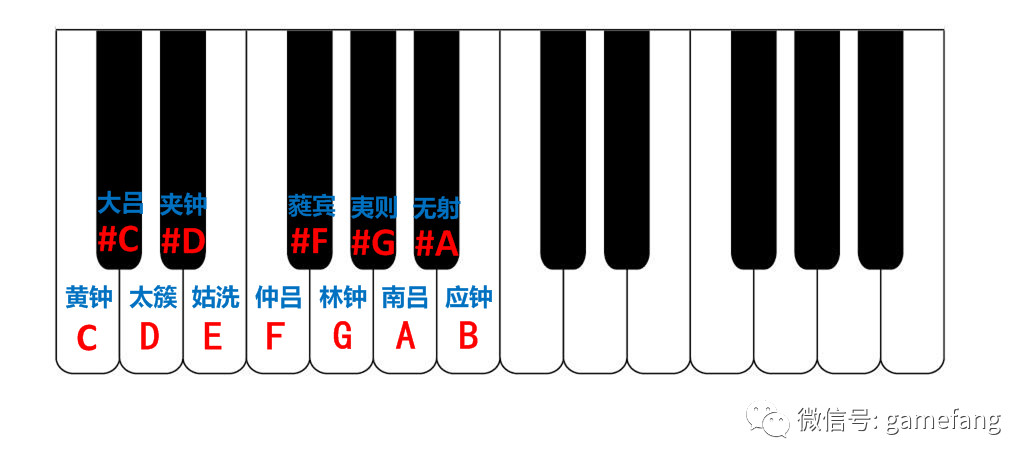 大吕 夹钟 蕤宾 夷则 无射
#C #D #F #G #A
黄钟 太簇 姑洗 仲吕 林钟 南吕 应钟
C D E F G A B
微信号: gamefang